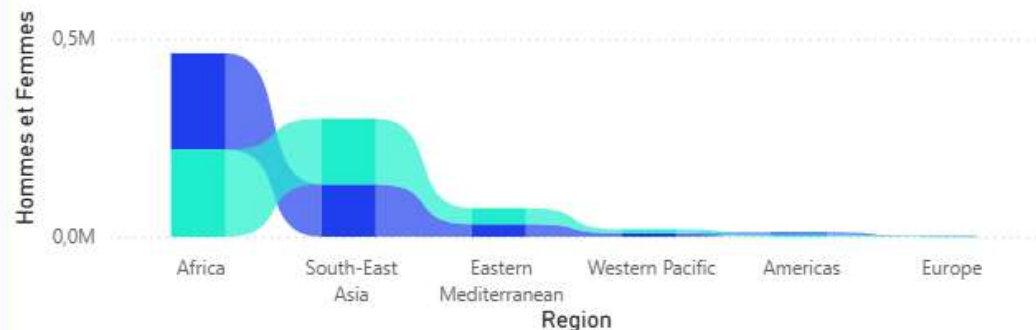 Hommes et Femmes
0,5M
0,0M
Africa
South-East
Asia
Eastern
Mediterranean
Western Pacific
Americas
Europe
Region